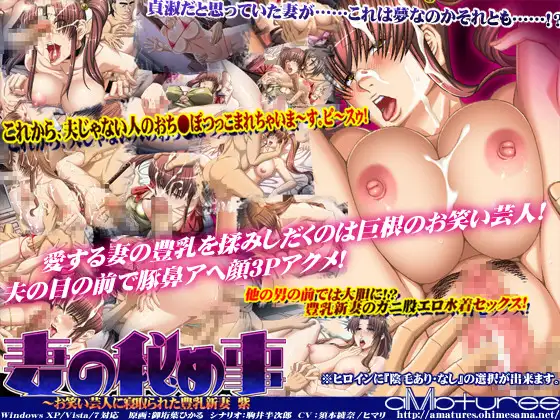 貞淑だと思っていた妻が……これは夢なのかそれとも……!?
これから、夫じゃない人のおち●ぽつっこまれちゃいま〜す。ピ〜スゥ!
愛する妻の豊乳を揉みしだくのは巨根のお笑い芸人!
夫の目の前で豚鼻アヘ顔3Pアクメ!
他の男の前では大胆に!?
豊乳新妻のガニ股エロ水着セックス!
妻の秘め事
〜お笑い芸人に寝取られた豊乳新妻 紫
※ヒロインに『陰毛あり・なし』の選択が出来ます。
aMotures
Windows XP/Vista/7対応 原画:御珩葉ひかる シナリオ:駒井半次郎 CV:須本綾奈/ヒマリ http://amatures.oshimesama.net/